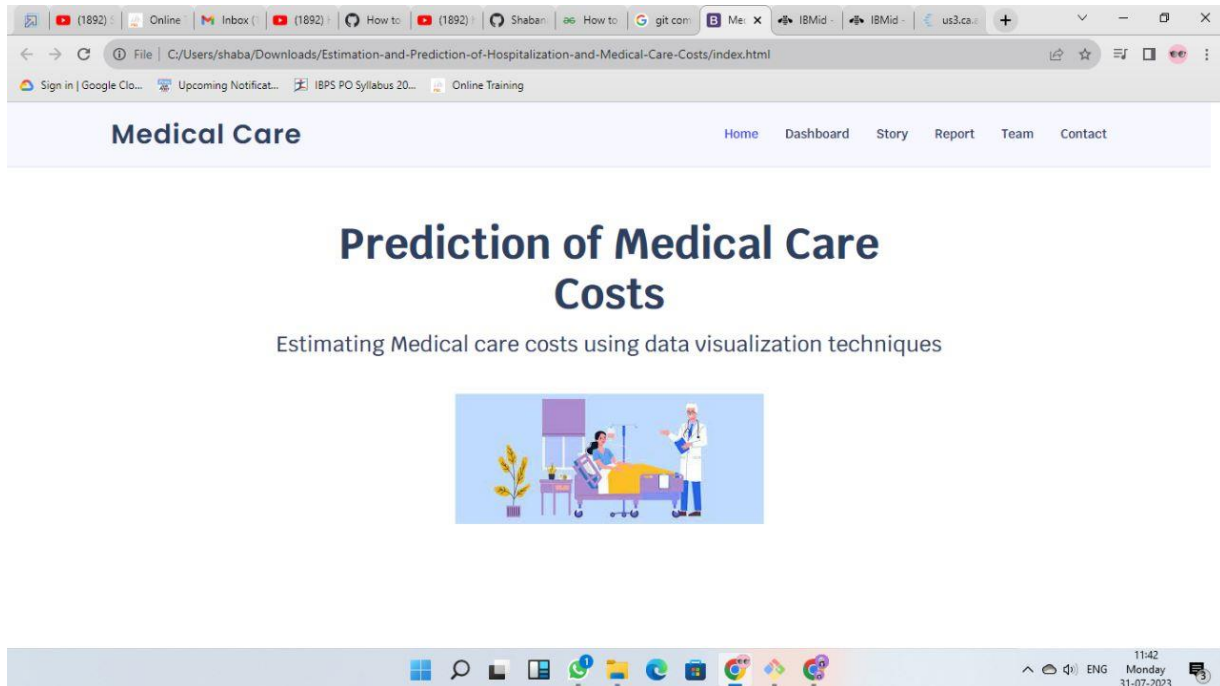 (1892)
Online
Inbox (
(1892)
How to
(1892)
Shaban
How to
git com
Me
IBMid -
IBMid -
us3.ca.
File | C:/Users/shaba/Downloads/Estimation-and-Prediction-of-Hospitalization-and-Medical-Care-Costs/index.html
Sign in | Google Clo...
Upcoming Notificat...
IBPS PO Syllabus 20...
Online Training
Medical Care
Home
Dashboard
Story
Report
Team
Contact
Prediction of Medical Care
Costs
Estimating Medical care costs using data visualization techniques
ENG
11:42
Monday
31-07-2023